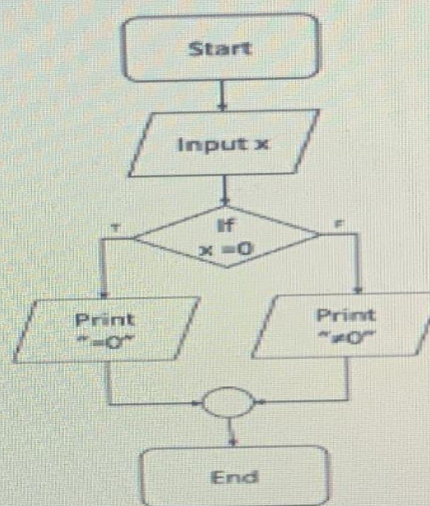 Start
Input x
If
x =0
T
F
Print
"=0"
Print
"≠0"
End